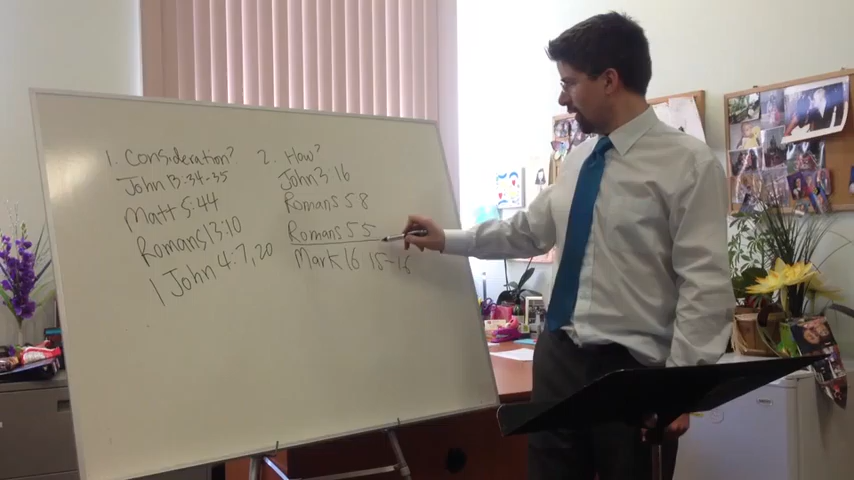 1. Consideration?
John 13:34-35
Matt 5:44
Romans 13:10
1 John 4:7,20
2. How?
John 3:16
Romans 5 8
Romans 5 5
Mark 16 15-16